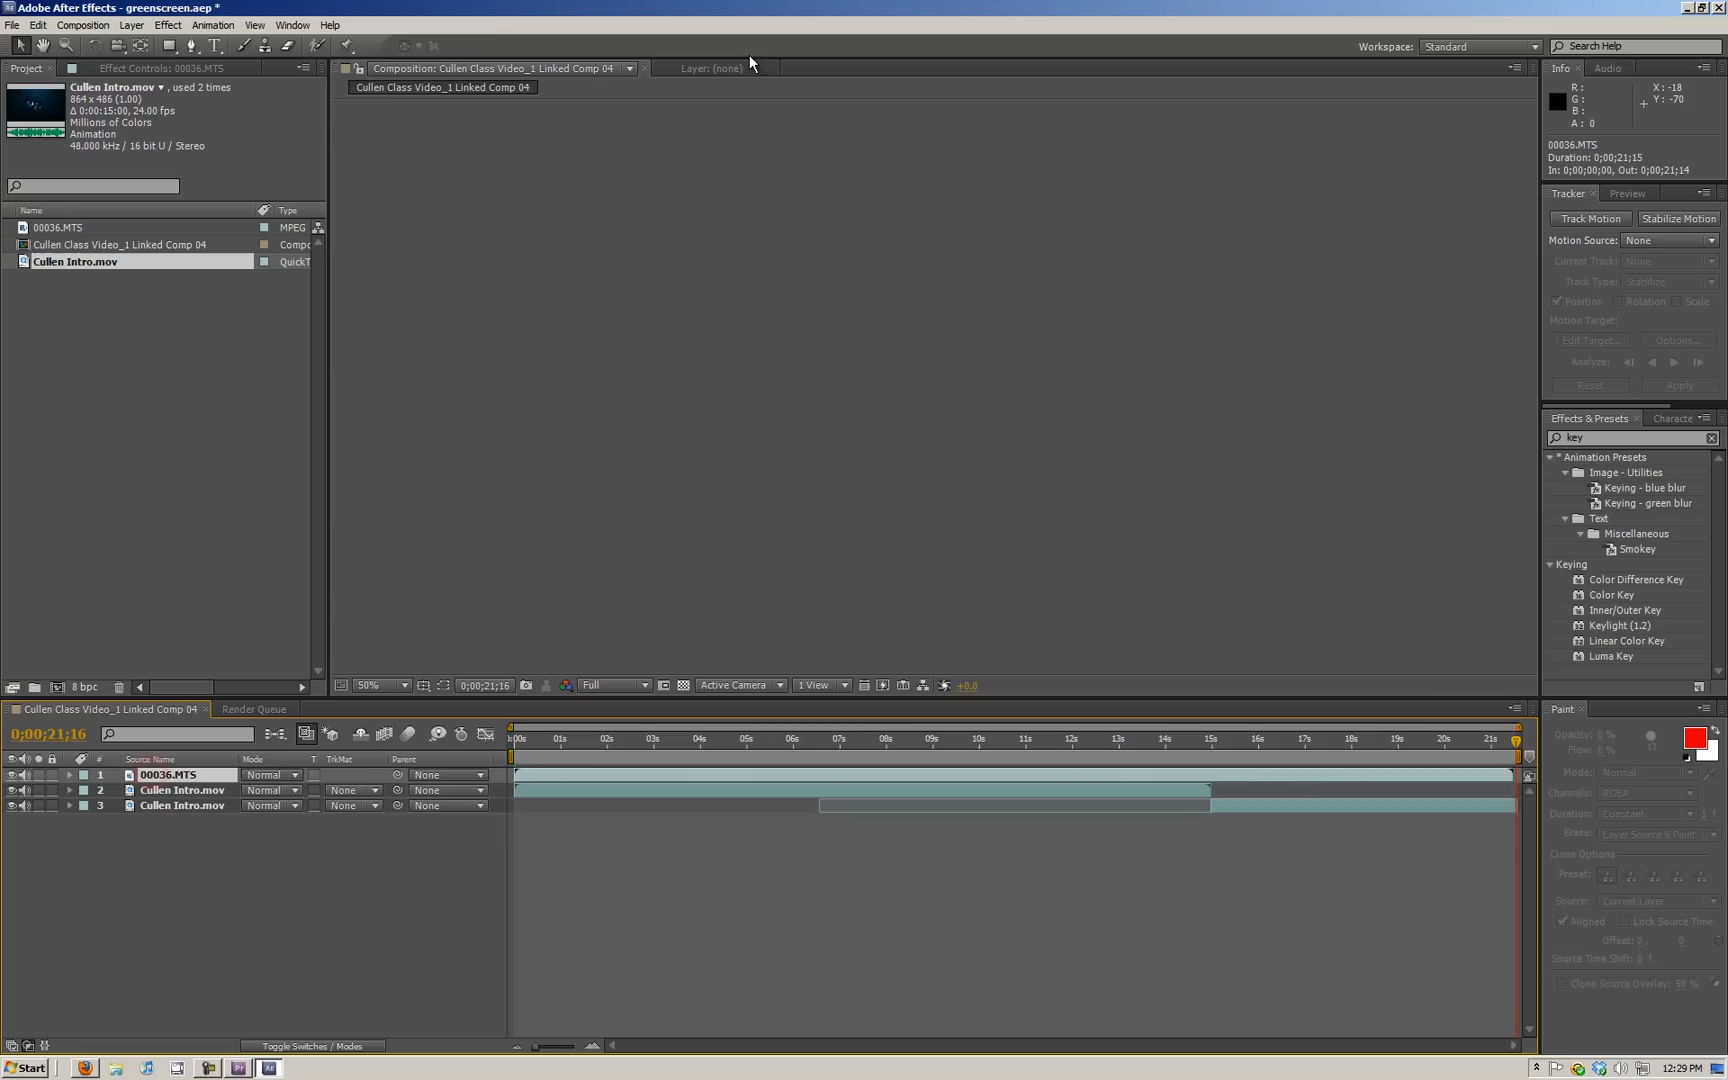 Adobe After Effects - greenscreen.aep *
File Edit Composition Layer Effect Animation View Window Help
Workspace: Standard Search Help
Project Effect Controls: 00036.MTS Composition: Cullen Class Video_1 Linked Comp 04 Layer: (none) Info Audio
Cullen Intro.mov , used 2 times
864 x 486 (1.00)
Δ 0:00:15:00, 24.00 fps
Millions of Colors
Animation
48.000 kHz / 16 bit U / Stereo
Cullen Class Video_1 Linked Comp 04
R :
G :
B :
A : 0
X : -18
Y : -70
00036.MTS
Duration: 0;00;21;15
In: 0;00;00;00, Out: 0;00;21;14
Name Type
00036.MTS MPEG
Cullen Class Video_1 Linked Comp 04 Compo
Cullen Intro.mov QuickT
Tracker Preview
Track Motion Stabilize Motion
Motion Source: None
Current Track: None
Track Type: Stabilize
Position Rotation Scale
Motion Target:
Edit Target... Options...
Analyze:
Reset Apply
Effects & Presets Characte
key
* Animation Presets
Image - Utilities
Keying - blue blur
Keying - green blur
Text
Miscellaneous
Smokey
Keying
Color Difference Key
Color Key
Inner/Outer Key
Keylight (1.2)
Linear Color Key
Luma Key
8 bpc
50% 0;00;21;16 Full Active Camera 1 View +0.0
Cullen Class Video_1 Linked Comp 04 Render Queue
0;00;21;16
:00s 01s 02s 03s 04s 05s 06s 07s 08s 09s 10s 11s 12s 13s 14s 15s 16s 17s 18s 19s 20s 21s
# Source Name Mode T TrkMat Parent
1 00036.MTS Normal None
2 Cullen Intro.mov Normal None None
3 Cullen Intro.mov Normal None None
Toggle Switches / Modes
Paint
Opacity: 0 %
Flow: 0 %
Mode: Normal
Channels: RGBA
Duration: Constant 1 f
Erase: Layer Source & Paint
Clone Options
Preset:
Source: Current Layer
Aligned Lock Source Time
Offset: 0 , 0
Source Time Shift: 0 f
Clone Source Overlay: 50 %
Start Pr Ae 12:29 PM